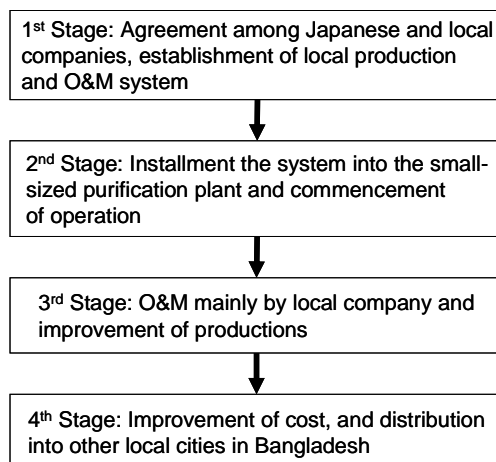 1st Stage: Agreement among Japanese and local
companies, establishment of local production
and O&M system
2nd Stage: Installment the system into the small-
sized purification plant and commencement
of operation
3rd Stage: O&M mainly by local company and
improvement of productions
4th Stage: Improvement of cost, and distribution
into other local cities in Bangladesh